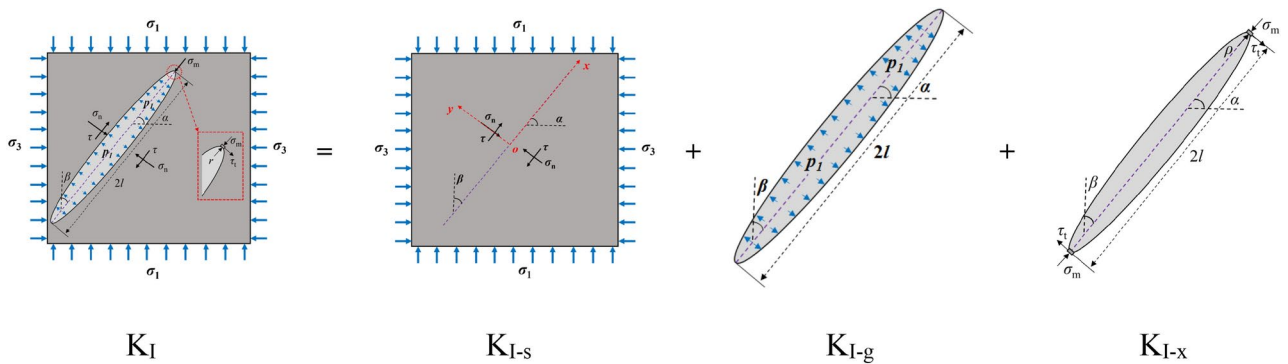 σ1
σm
p1
σn
τ
α
σ3
σ3
p1
τ
σn
σm
r
τt
β
2l
σ1
=
σ1
x
y
σn
τ
α
σ3
σ3
o
τ
σn
β
σ1
+
p1
α
p1
2l
β
+
σm
ρ
τt
α
2l
β
τt
σm
KI
KI-s
KI-g
KI-x